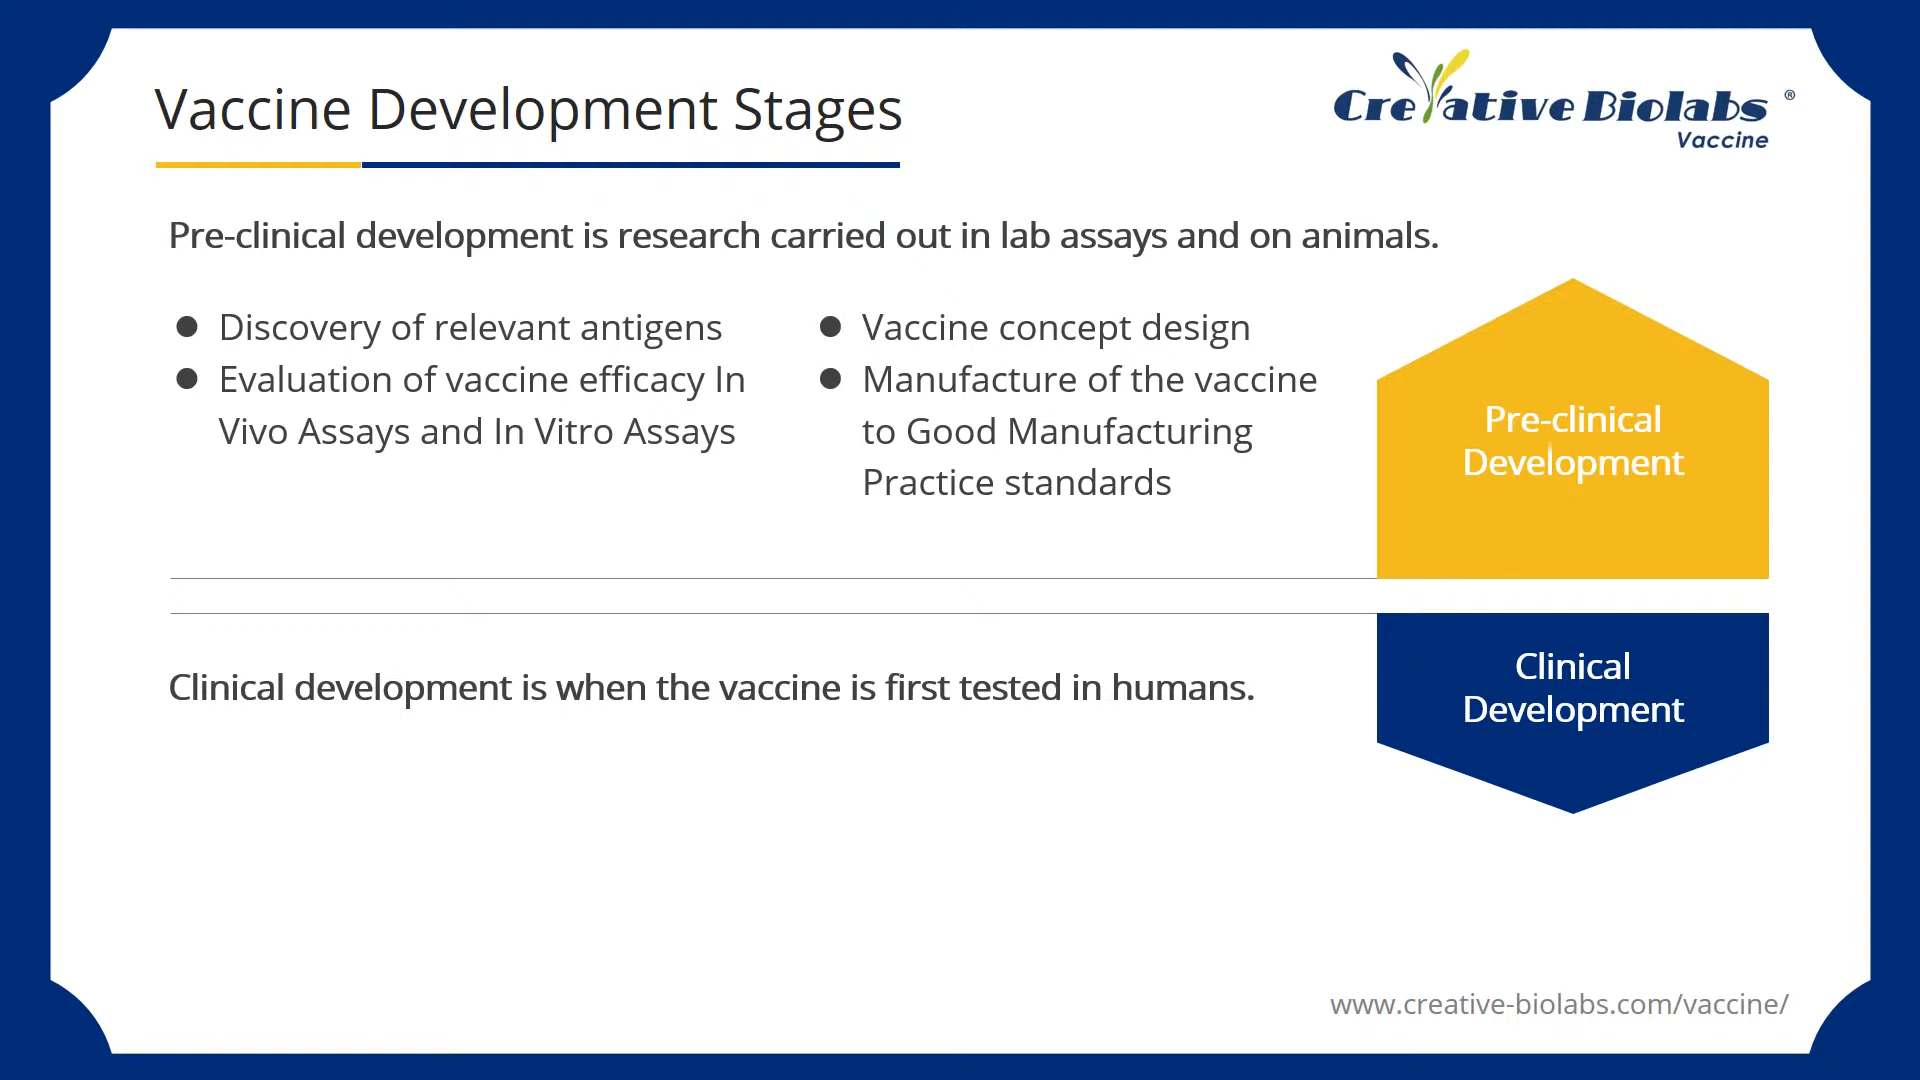 Vaccine Development Stages
Creative Biolabs ®
Vaccine
Pre-clinical development is research carried out in lab assays and on animals.
● Discovery of relevant antigens
● Evaluation of vaccine efficacy In
Vivo Assays and In Vitro Assays
● Vaccine concept design
● Manufacture of the vaccine
to Good Manufacturing
Practice standards
Pre-clinical
Development
Clinical development is when the vaccine is first tested in humans.
Clinical
Development
www.creative-biolabs.com/vaccine/